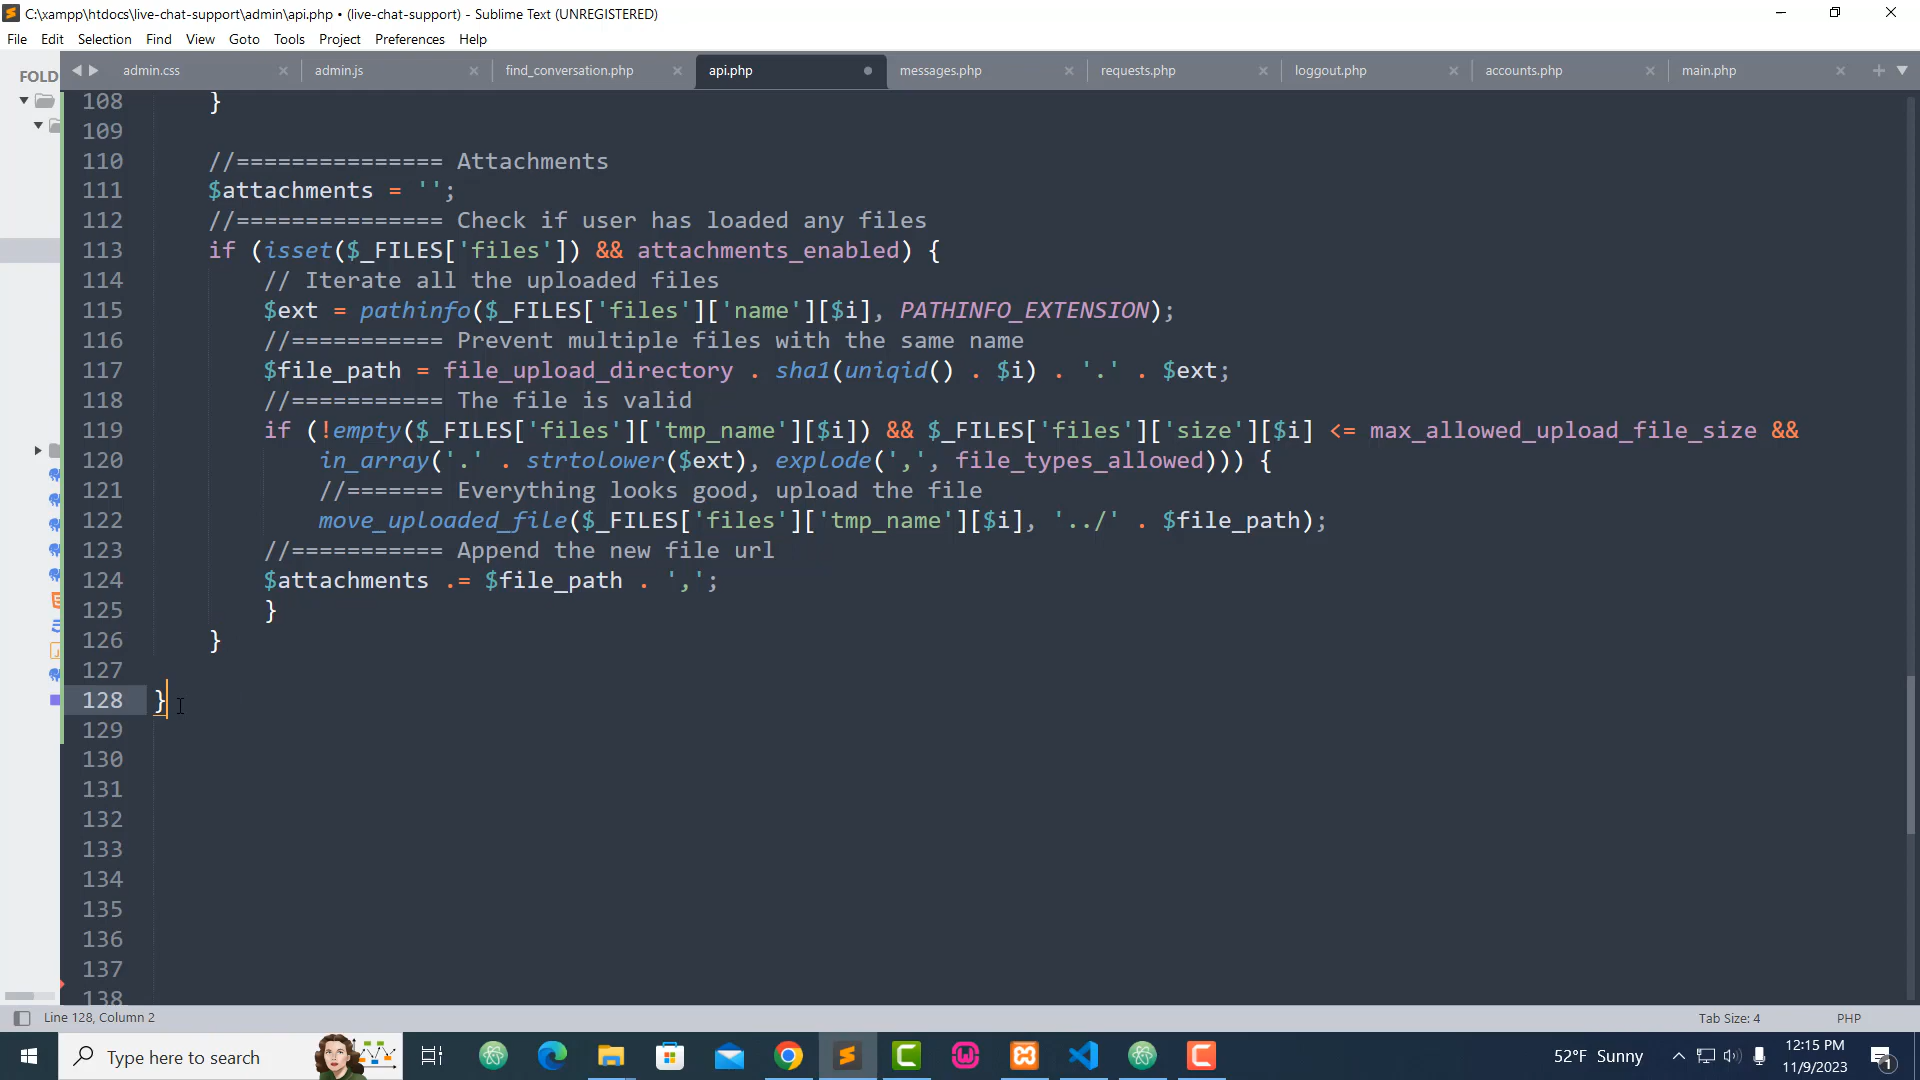 C:\xampp\htdocs\live-chat-support\admin\api.php • (live-chat-support) - Sublime Text (UNREGISTERED)
File Edit Selection Find View Goto Tools Project Preferences Help
FOLD
admin.css admin.js find_conversation.php api.php messages.php requests.php loggout.php accounts.php main.php
108 }
109
110 //=============== Attachments
111 $attachments = '';
112 //=============== Check if user has loaded any files
113 if (isset($_FILES['files']) && attachments_enabled) {
114 // Iterate all the uploaded files
115 $ext = pathinfo($_FILES['files']['name'][$i], PATHINFO_EXTENSION);
116 //=========== Prevent multiple files with the same name
117 $file_path = file_upload_directory . sha1(uniqid() . $i) . '.' . $ext;
118 //=========== The file is valid
119 if (!empty($_FILES['files']['tmp_name'][$i]) && $_FILES['files']['size'][$i] <= max_allowed_upload_file_size &&
120 in_array('.' . strtolower($ext), explode(',', file_types_allowed))) {
121 //======= Everything looks good, upload the file
122 move_uploaded_file($_FILES['files']['tmp_name'][$i], '../' . $file_path);
123 //=========== Append the new file url
124 $attachments .= $file_path . ',';
125 }
126 }
127
128 }
129
130
131
132
133
134
135
136
137
138
Line 128, Column 2 Tab Size: 4 PHP
Type here to search
52°F Sunny
12:15 PM
11/9/2023
1